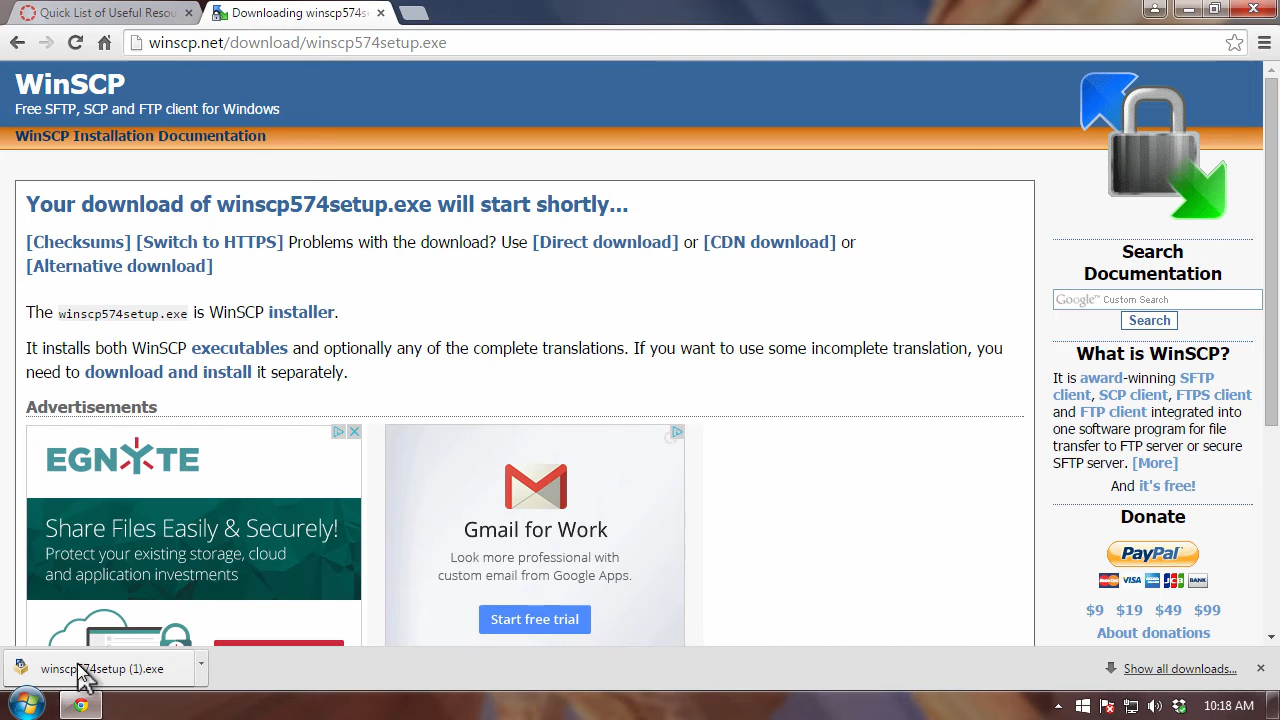 Quick List of Useful Resou
Downloading winscp574s
winscp.net/download/winscp574setup.exe
WinSCP
Free SFTP, SCP and FTP client for Windows
WinSCP Installation Documentation
Your download of winscp574setup.exe will start shortly...
[Checksums] [Switch to HTTPS] Problems with the download? Use [Direct download] or [CDN download] or
[Alternative download]
The winscp574setup.exe is WinSCP installer.
It installs both WinSCP executables and optionally any of the complete translations. If you want to use some incomplete translation, you
need to download and install it separately.
Advertisements
EGNYTE
Share Files Easily & Securely!
Protect your existing storage, cloud
and application investments
Gmail for Work
Look more professional with
custom email from Google Apps.
Start free trial
Search
Documentation
Google™ Custom Search
Search
What is WinSCP?
It is award-winning SFTP
client, SCP client, FTPS client
and FTP client integrated into
one software program for file
transfer to FTP server or secure
SFTP server. [More]
And it's free!
Donate
PayPal
VISA
BANK
$9 $19 $49 $99
About donations
winscp574setup (1).exe
Show all downloads...
10:18 AM